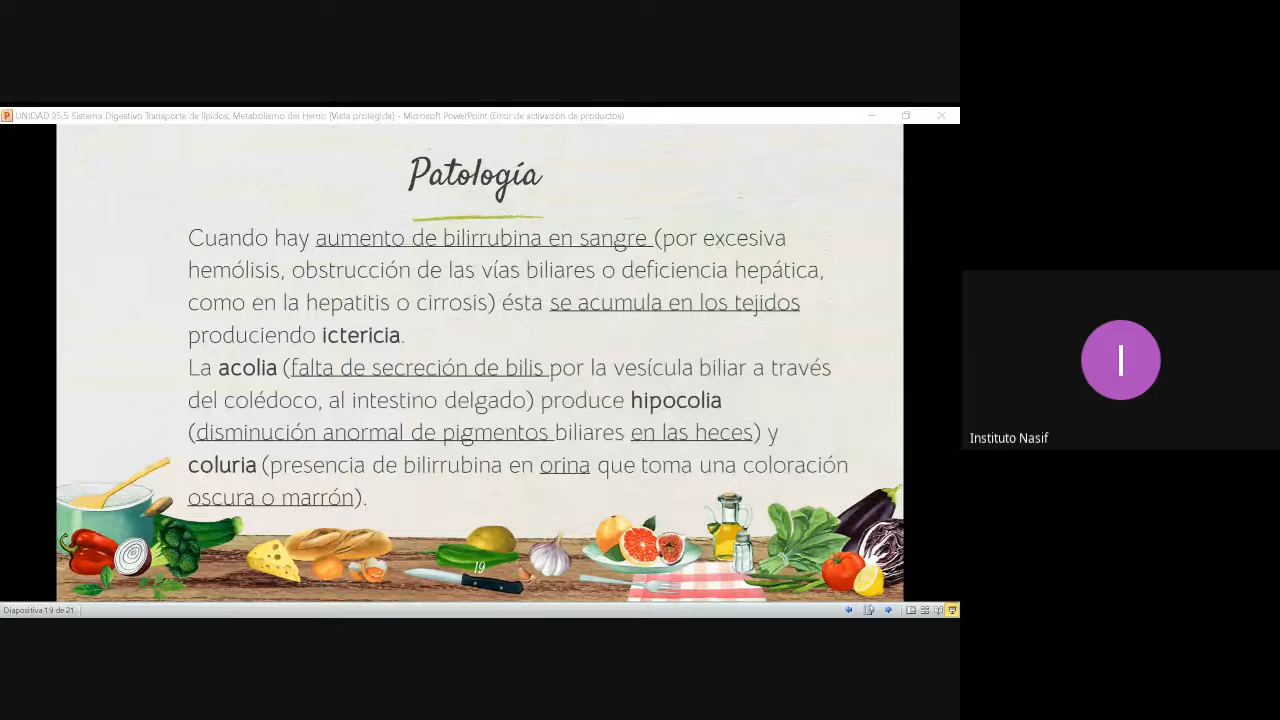 UNIDAD 25.5 Sistema Digestivo Transporte de lípidos, Metabolismo del Hemo [Vista protegida] - Microsoft PowerPoint (Error de activación de productos)
Patología
Cuando hay aumento de bilirrubina en sangre (por excesiva
hemólisis, obstrucción de las vías biliares o deficiencia hepática,
como en la hepatitis o cirrosis) ésta se acumula en los tejidos
produciendo ictericia.
La acolia (falta de secreción de bilis por la vesícula biliar a través
del colédoco, al intestino delgado) produce hipocolia
(disminución anormal de pigmentos biliares en las heces) y
coluria (presencia de bilirrubina en orina que toma una coloración
oscura o marrón).
19
Diapositiva 19 de 21
I
Instituto Nasif